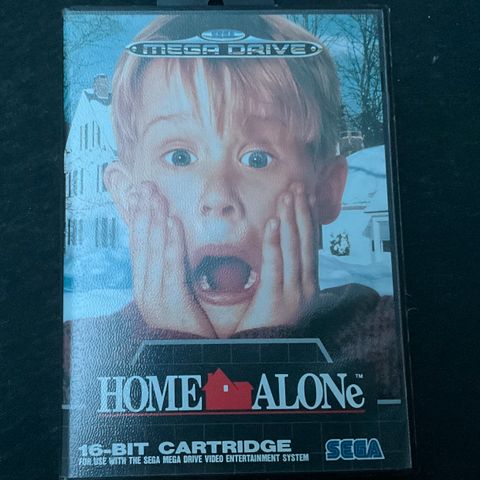 SEGA
MEGA DRIVE
HOME ALONe™
16-BIT CARTRIDGE
FOR USE WITH THE SEGA MEGA DRIVE VIDEO ENTERTAINMENT SYSTEM
SEGA